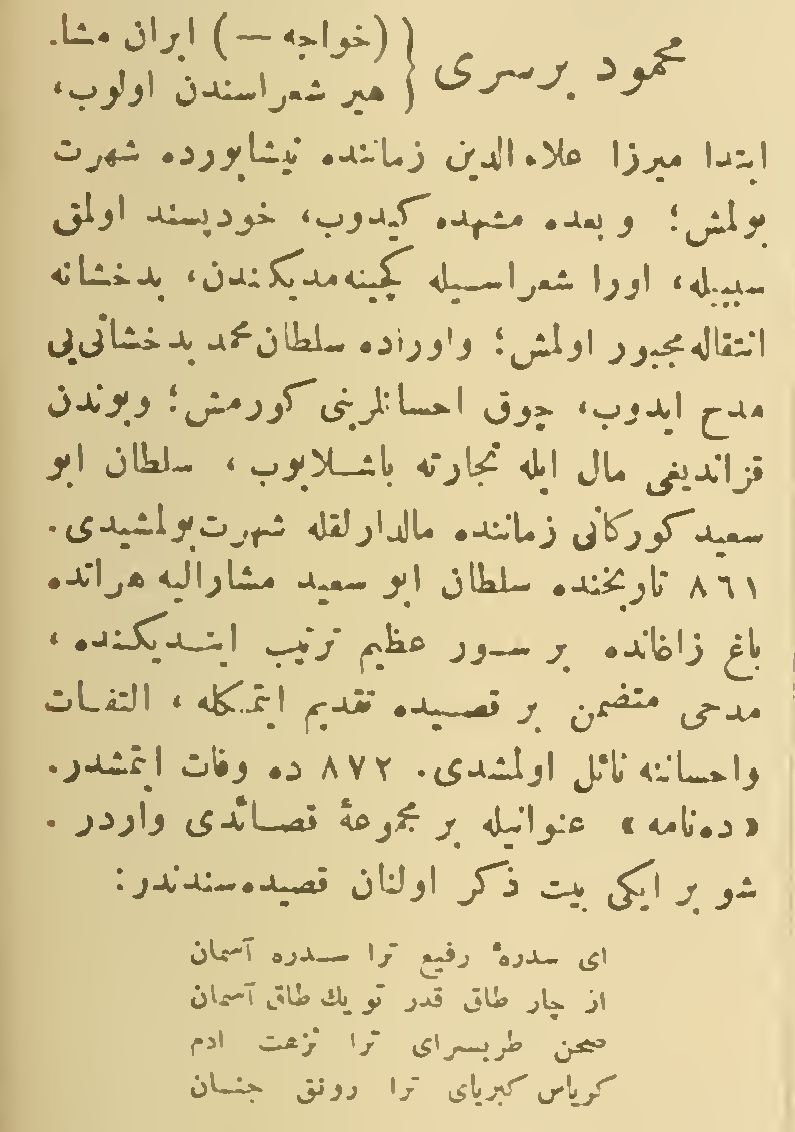 محمود برسری } (خواجه —) ایران مشا-
هیر شعراسندن اولوب،
ابتدا میرزا علاء الدین زماننده نیشابورده شهرت
بولمش؛ و بعده مشهده کیدوب، خودپسند اولمق
سببیله، اورا شعراسیله کچینه‌مدیکندن، بدخشانه
انتقاله مجبور اولمش؛ واوراده سلطان محمد بدخشانی‌یی
مدح ایدوب، چوق احسانلرینی کورمش؛ وبوندن
قزاندیغی مال ایله تجارته باشلایوب، سلطان ابو
سعید کورکانی زماننده مالدارلقله شهرت بولمشیدی.
٨٦١ تاریخنده سلطان ابو سعید مشارالیه هراتده
باغ زاغانده بر سور عظیم ترتیب ایتدیکنده،
مدحی متضمن بر قصیده تقدیم ایتمکله، التفات
واحساننه نائل اولمشدی. ٨٧٢ ده وفات ایتمشدر.
«ده‌نامه» عنوانیله بر مجموعهٔ قصائدی واردر.
شو بر ایکی بیت ذکر اولنان قصیده‌سندندر:
ای سدرهٔ رفیع ترا سدره آسمان
از چار طاق قدر تو یك طاق آسمان
صحن طربسرای ترا نزهت ادم
کریاس کبریای ترا رونق جنان